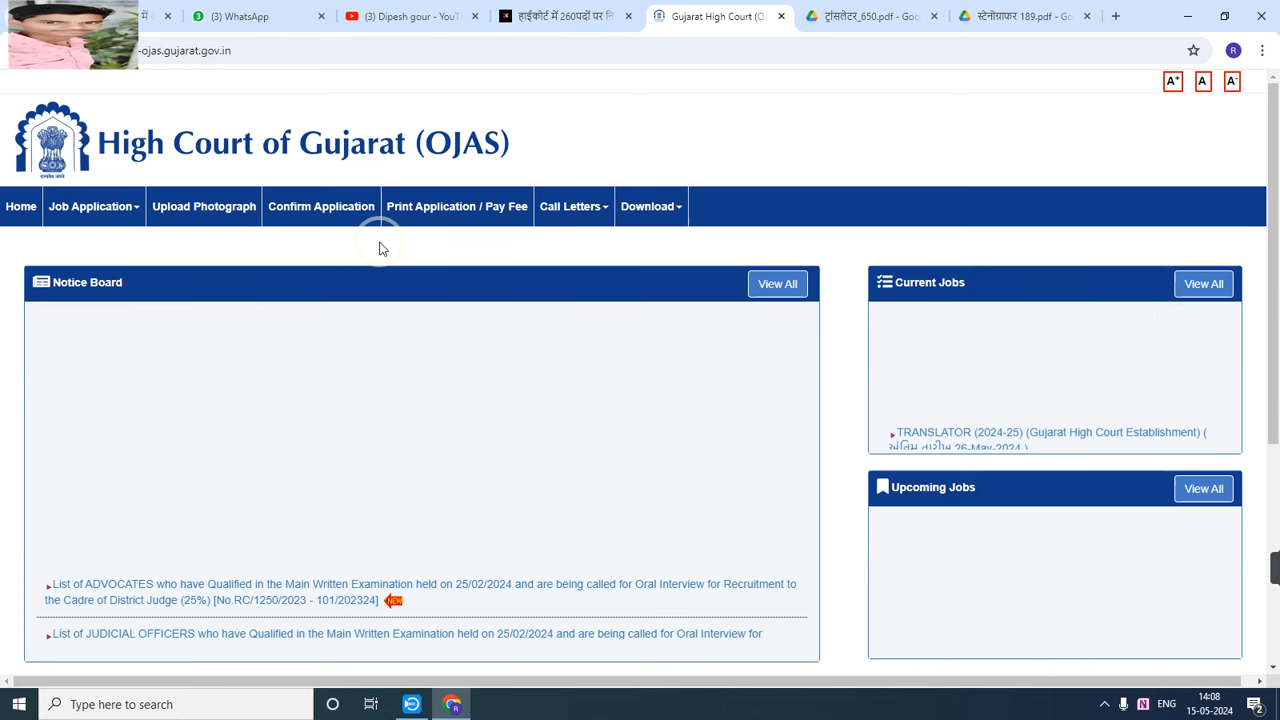 में
(3) WhatsApp
(3) Dipesh gour - YouT
हाईकोर्ट में 260पदों पर नि
Gujarat High Court (O
ट्रांसलेटर_650.pdf - Goo
स्टेनोग्राफर 189.pdf - Goo
-ojas.gujarat.gov.in
R
A+ A A-
High Court of Gujarat (OJAS)
Home Job Application Upload Photograph Confirm Application Print Application / Pay Fee Call Letters Download
Notice Board View All
Current Jobs View All
TRANSLATOR (2024-25) (Gujarat High Court Establishment) (
અંતિમ તારીખ 26-May-2024 )
Upcoming Jobs View All
List of ADVOCATES who have Qualified in the Main Written Examination held on 25/02/2024 and are being called for Oral Interview for Recruitment to
the Cadre of District Judge (25%) [No.RC/1250/2023 - 101/202324] NEW
List of JUDICIAL OFFICERS who have Qualified in the Main Written Examination held on 25/02/2024 and are being called for Oral Interview for
Type here to search
ENG
14:08
15-05-2024
2